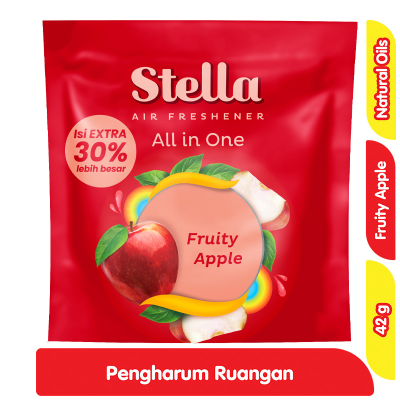 Stella
AIR FRESHENER
All in One
Isi EXTRA
30%
lebih besar
Fruity
Apple
Natural Oils
Fruity Apple
42 g
Pengharum Ruangan